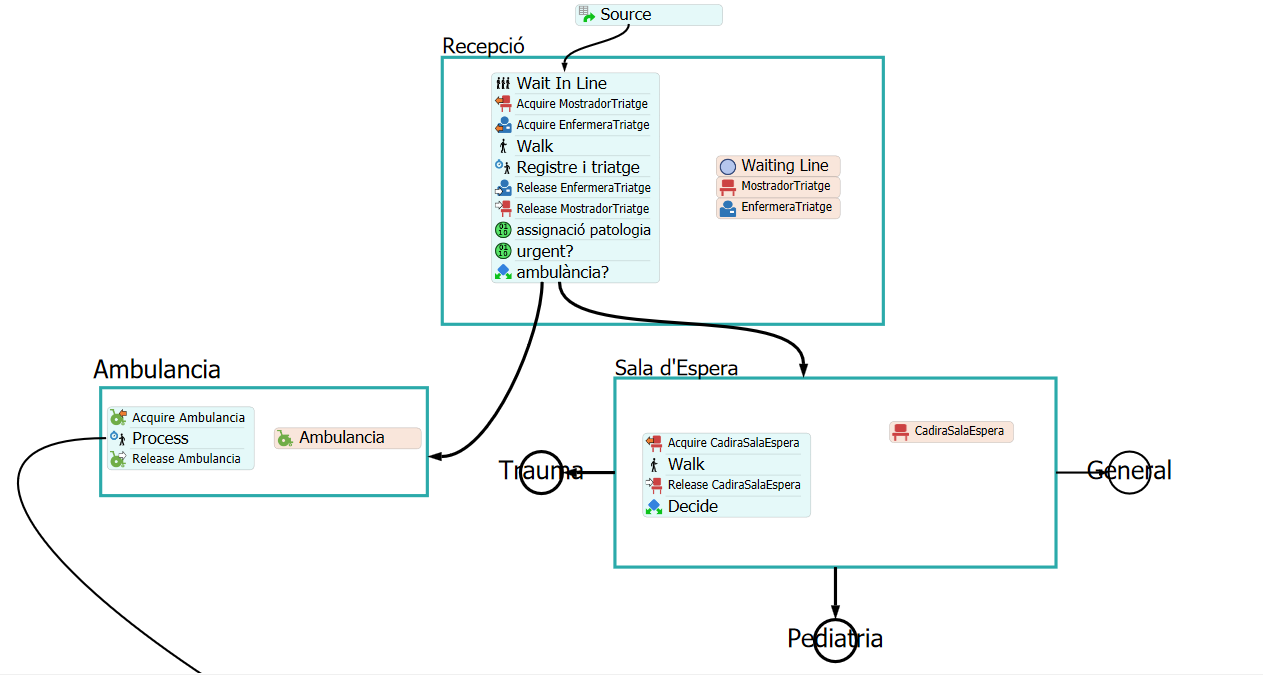 Source
Recepció
Wait In Line
Acquire MostradorTriatge
Acquire EnfermeraTriatge
Walk
Registre i triatge
Release EnfermeraTriatge
Release MostradorTriatge
assignació patologia
urgent?
ambulància?
Waiting Line
MostradorTriatge
EnfermeraTriatge
Ambulancia
Acquire Ambulancia
Process
Release Ambulancia
Ambulancia
Sala d'Espera
Acquire CadiraSalaEspera
Walk
Release CadiraSalaEspera
Decide
CadiraSalaEspera
Trauma
General
Pediatria